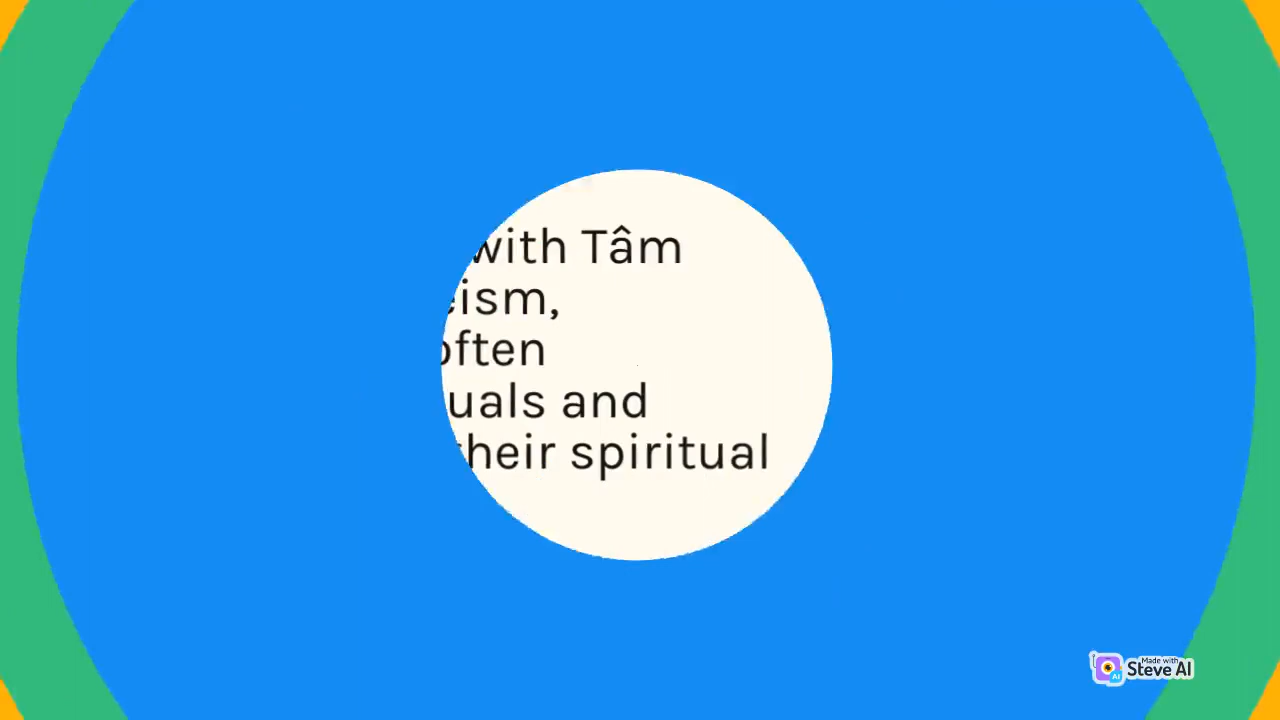 with Tâm
eism,
often
uals and
their spiritual
Made with
Steve AI